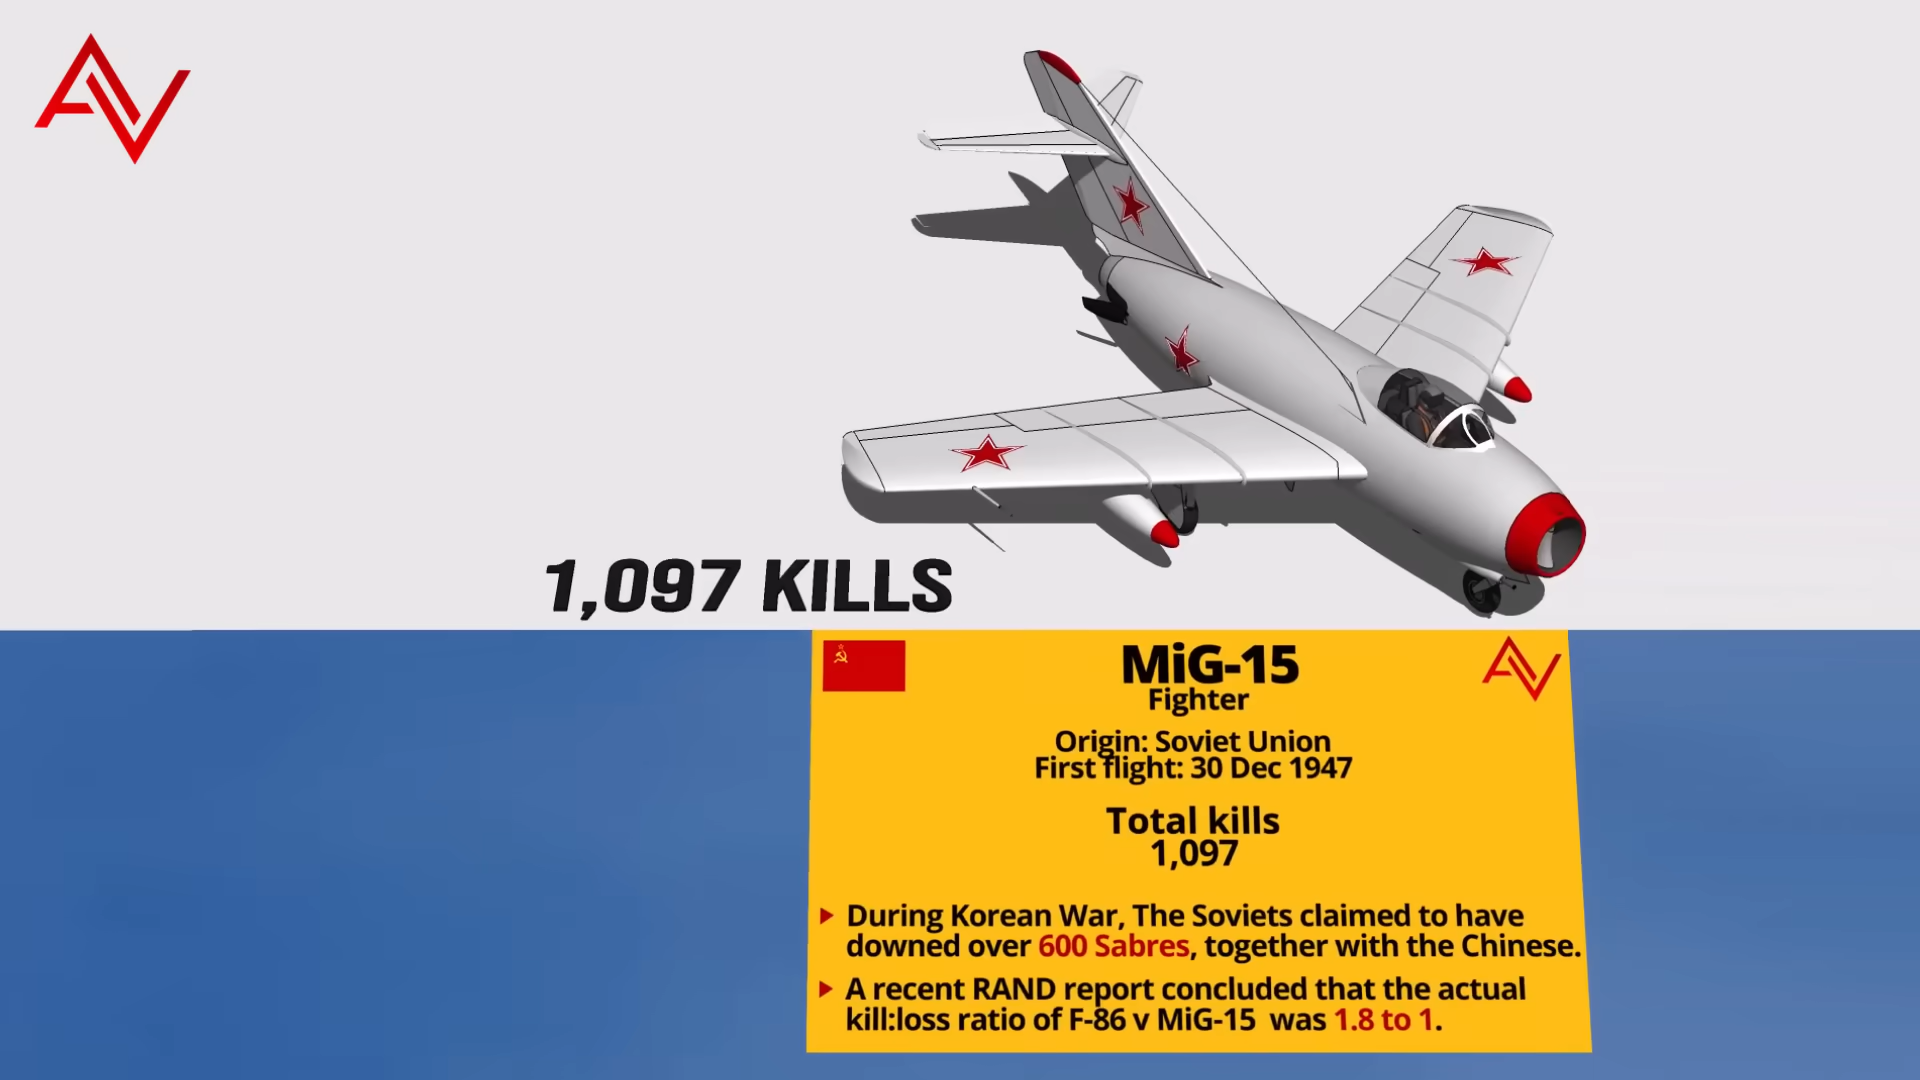 AV
1,097 KILLS
MiG-15
AV
Fighter
Origin: Soviet Union
First flight: 30 Dec 1947
Total kills
1,097
During Korean War, The Soviets claimed to have
downed over 600 Sabres, together with the Chinese.
A recent RAND report concluded that the actual
kill:loss ratio of F-86 v MiG-15 was 1.8 to 1.